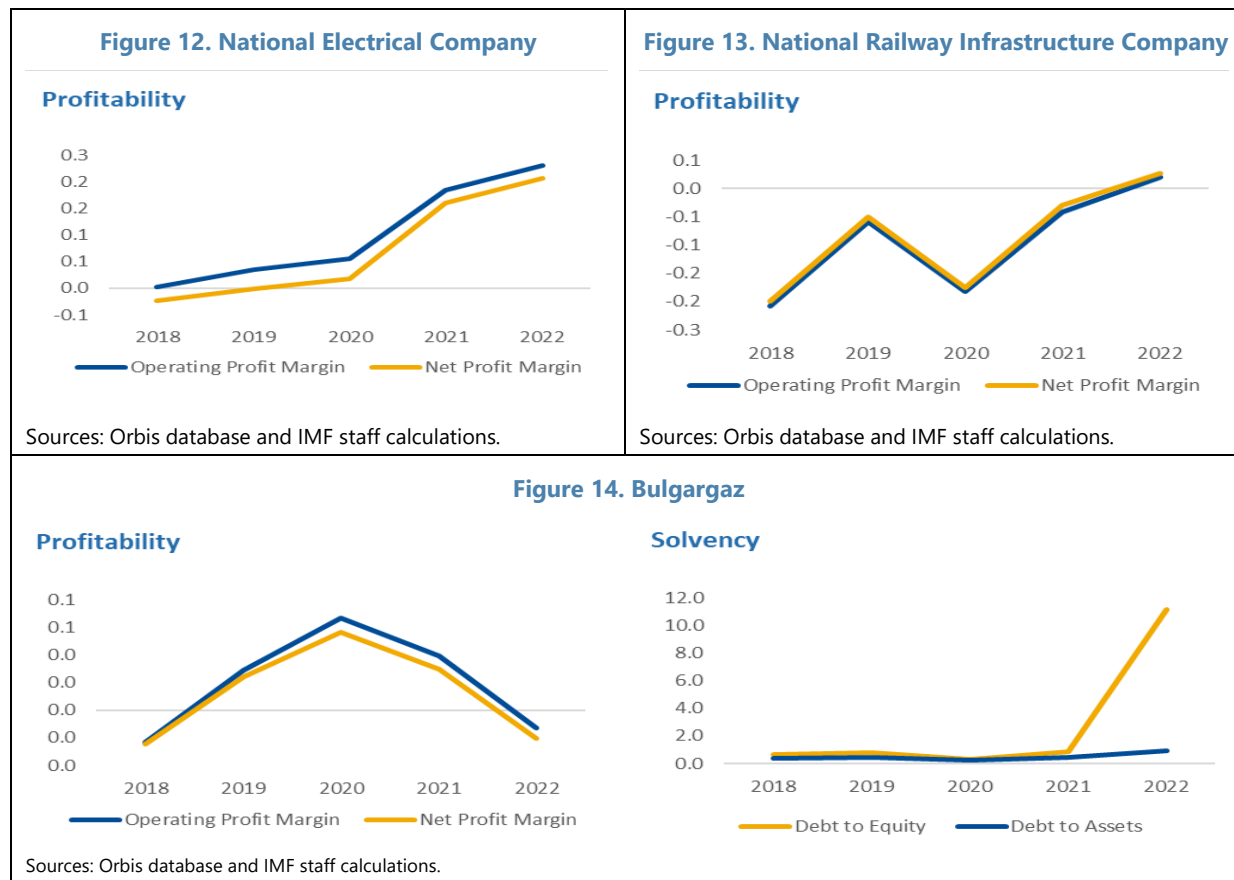 Figure 12. National Electrical Company
Profitability
0.3
0.2
0.2
0.1
0.1
0.0
-0.1
2018 2019 2020 2021 2022
Operating Profit Margin Net Profit Margin
Sources: Orbis database and IMF staff calculations.
Figure 13. National Railway Infrastructure Company
Profitability
0.1
0.0
-0.1
-0.1
-0.2
-0.2
-0.3
2018 2019 2020 2021 2022
Operating Profit Margin Net Profit Margin
Sources: Orbis database and IMF staff calculations.
Figure 14. Bulgargaz
Profitability
0.1
0.1
0.0
0.0
0.0
0.0
0.0
2018 2019 2020 2021 2022
Operating Profit Margin Net Profit Margin
Solvency
12.0
10.0
8.0
6.0
4.0
2.0
0.0
2018 2019 2020 2021 2022
Debt to Equity Debt to Assets
Sources: Orbis database and IMF staff calculations.